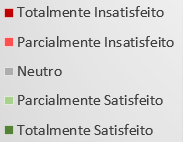 Totalmente Insatisfeito
Parcialmente Insatisfeito
Neutro
Parcialmente Satisfeito
Totalmente Satisfeito